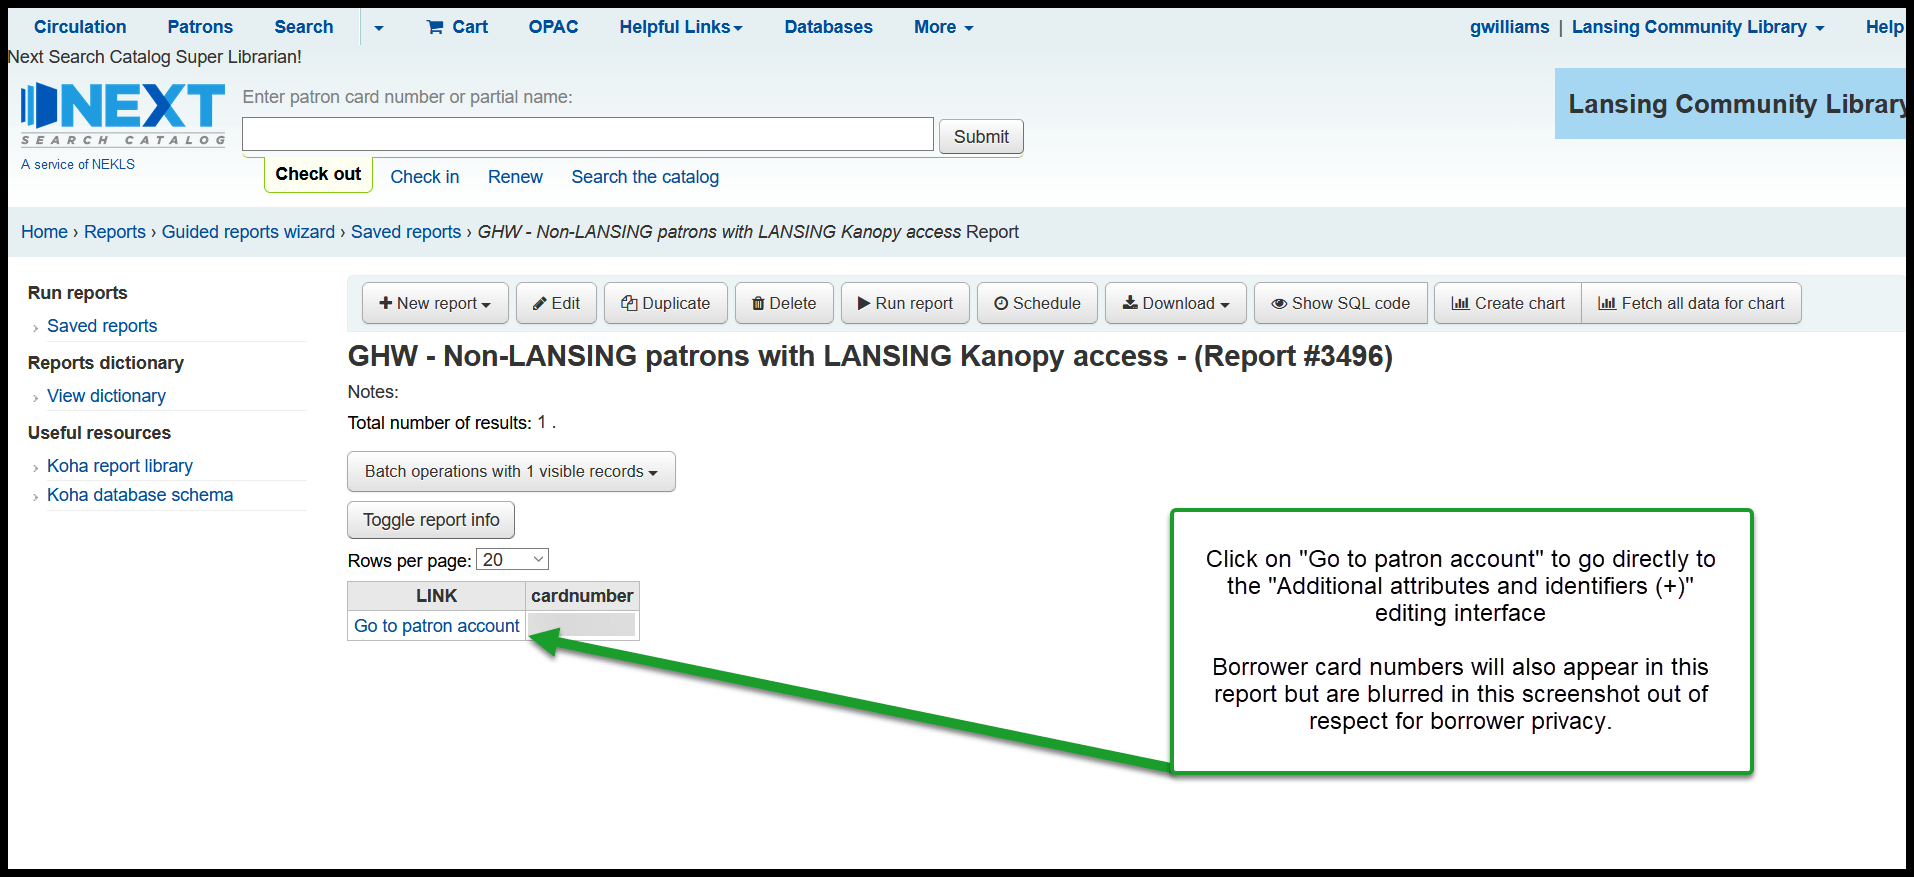 Circulation Patrons Search Cart OPAC Helpful Links Databases More gwilliams | Lansing Community Library Help
Next Search Catalog Super Librarian!
NEXT
SEARCH CATALOG
A service of NEKLS
Enter patron card number or partial name:
Submit
Check out Check in Renew Search the catalog
Lansing Community Library
Home › Reports › Guided reports wizard › Saved reports › GHW - Non-LANSING patrons with LANSING Kanopy access Report
Run reports
› Saved reports
Reports dictionary
› View dictionary
Useful resources
› Koha report library
› Koha database schema
New report Edit Duplicate Delete Run report Schedule Download Show SQL code Create chart Fetch all data for chart
GHW - Non-LANSING patrons with LANSING Kanopy access - (Report #3496)
Notes:
Total number of results: 1 .
Batch operations with 1 visible records
Toggle report info
Rows per page: 20
LINK cardnumber
Go to patron account
Click on "Go to patron account" to go directly to
the "Additional attributes and identifiers (+)"
editing interface
Borrower card numbers will also appear in this
report but are blurred in this screenshot out of
respect for borrower privacy.